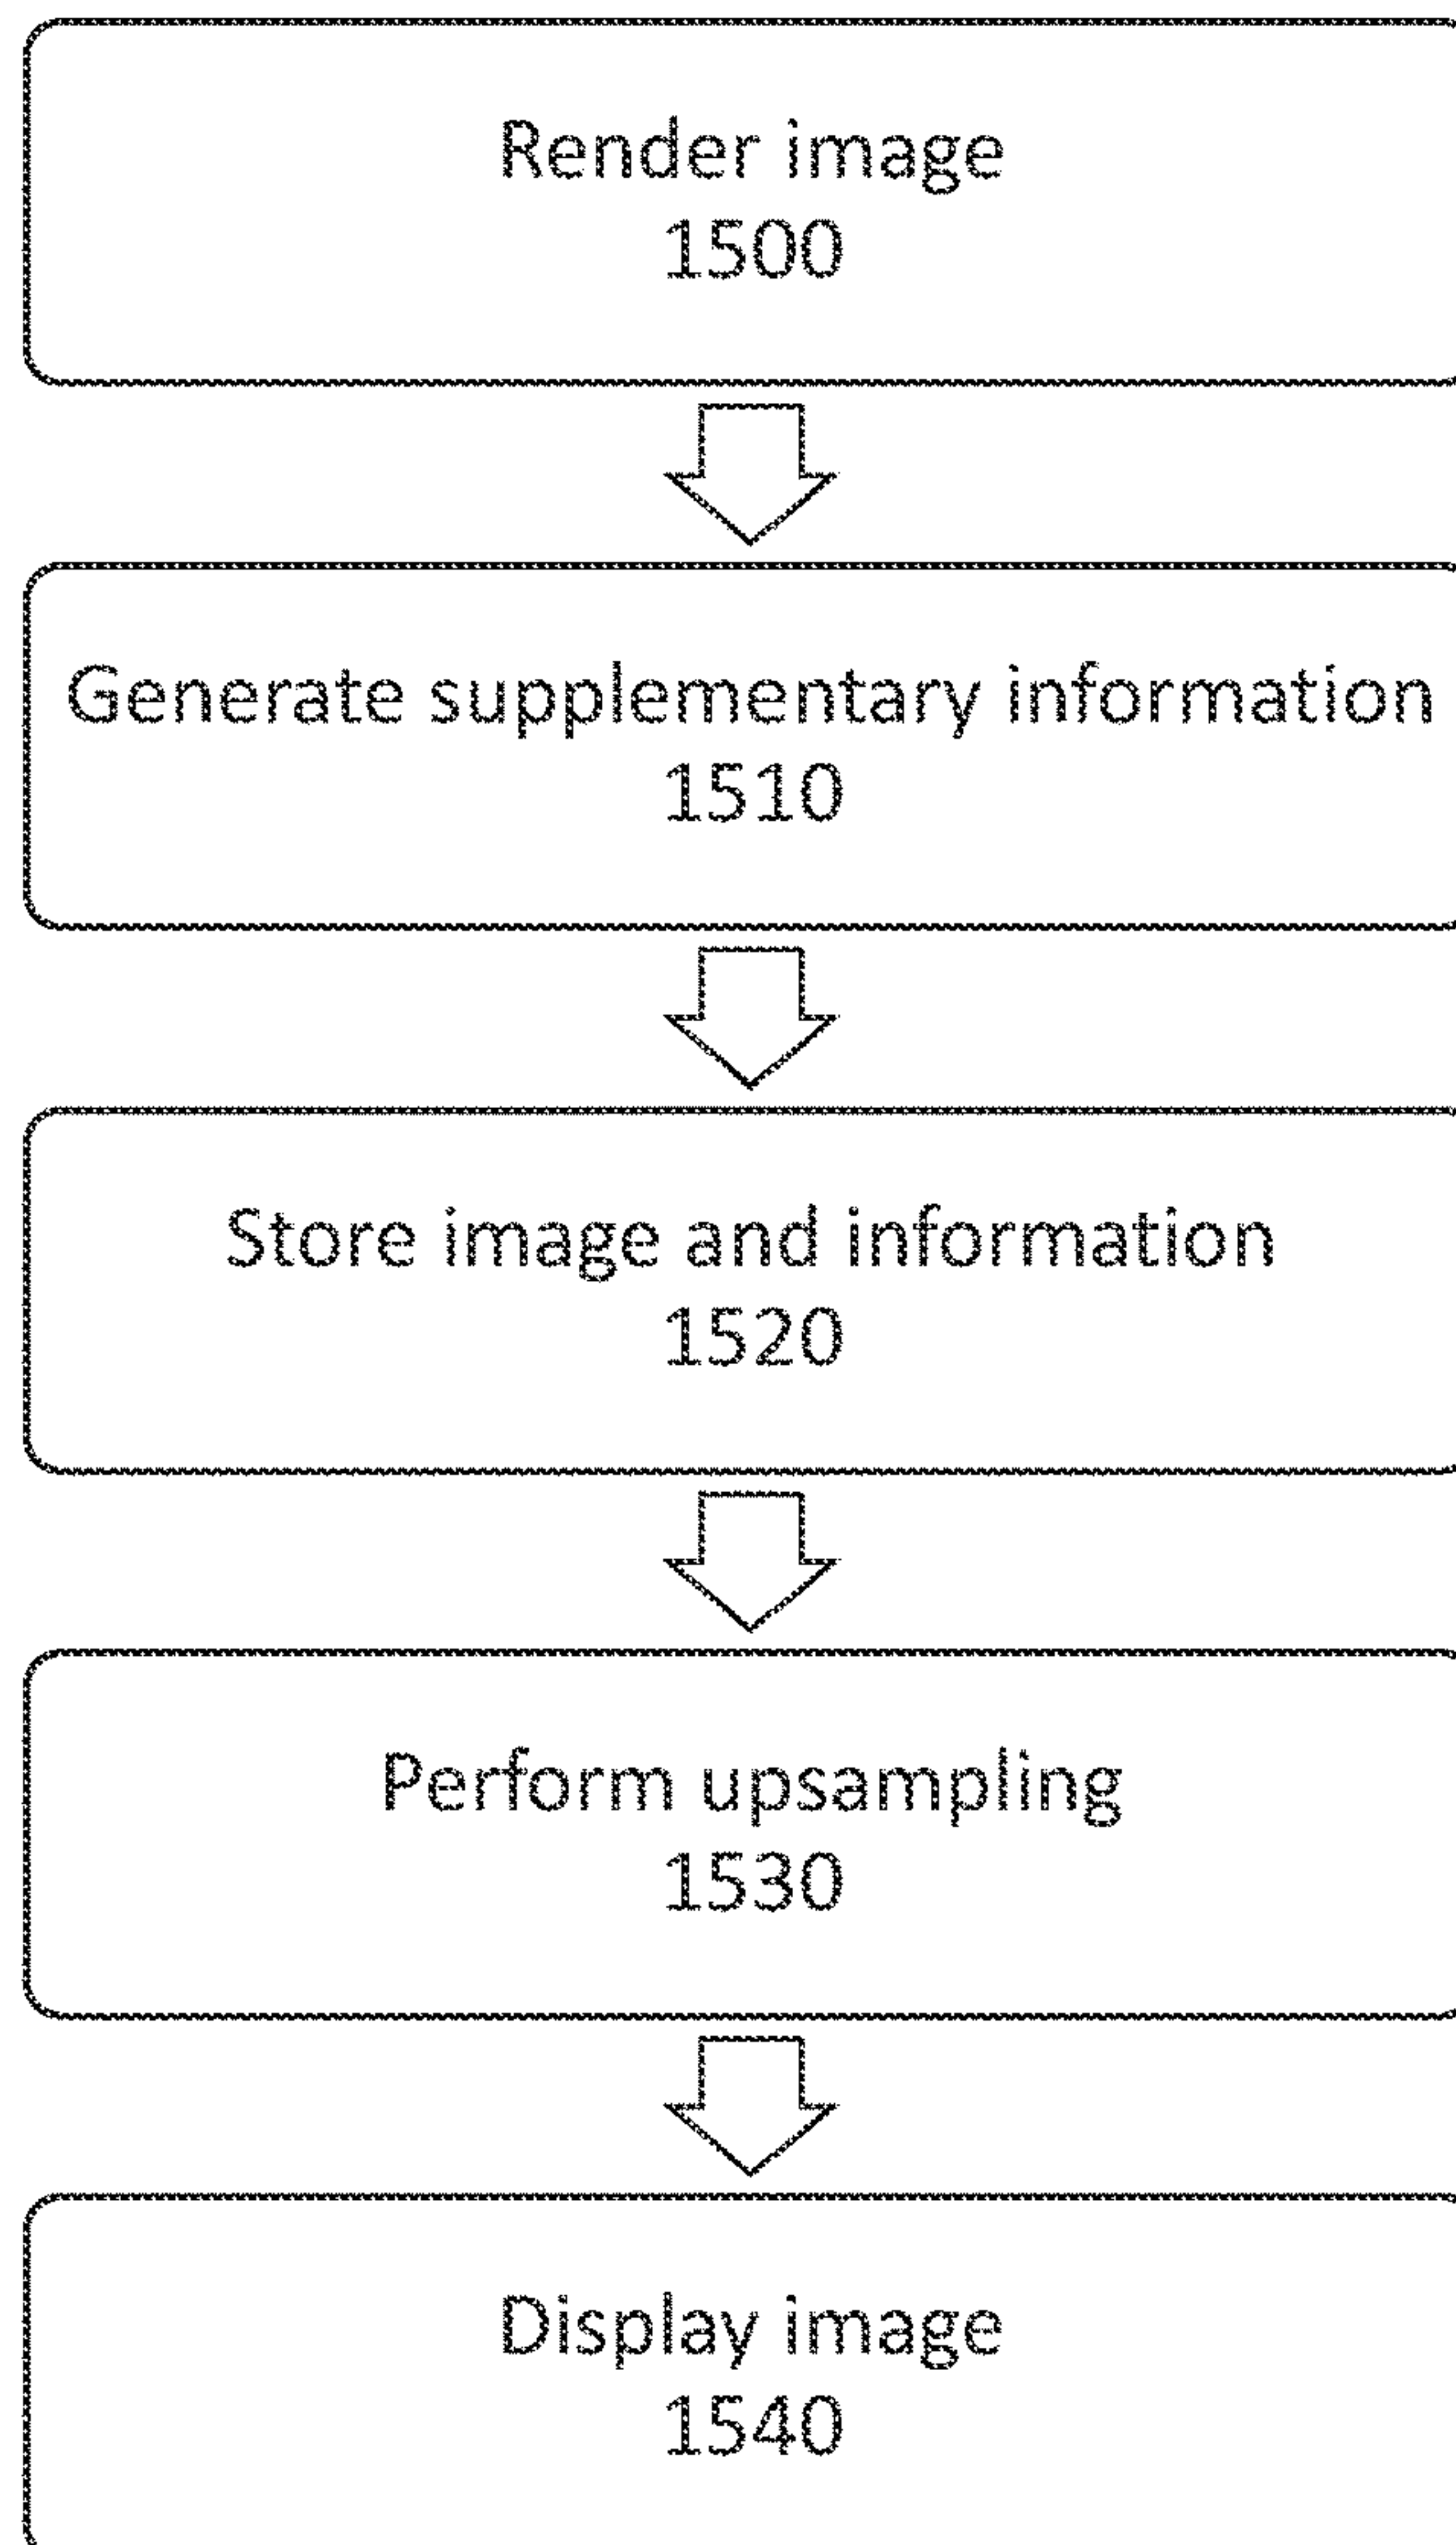 Render image
1500
Generate supplementary information
1510
Store image and information
1520
Perform upsampling
1530
Display image
1540